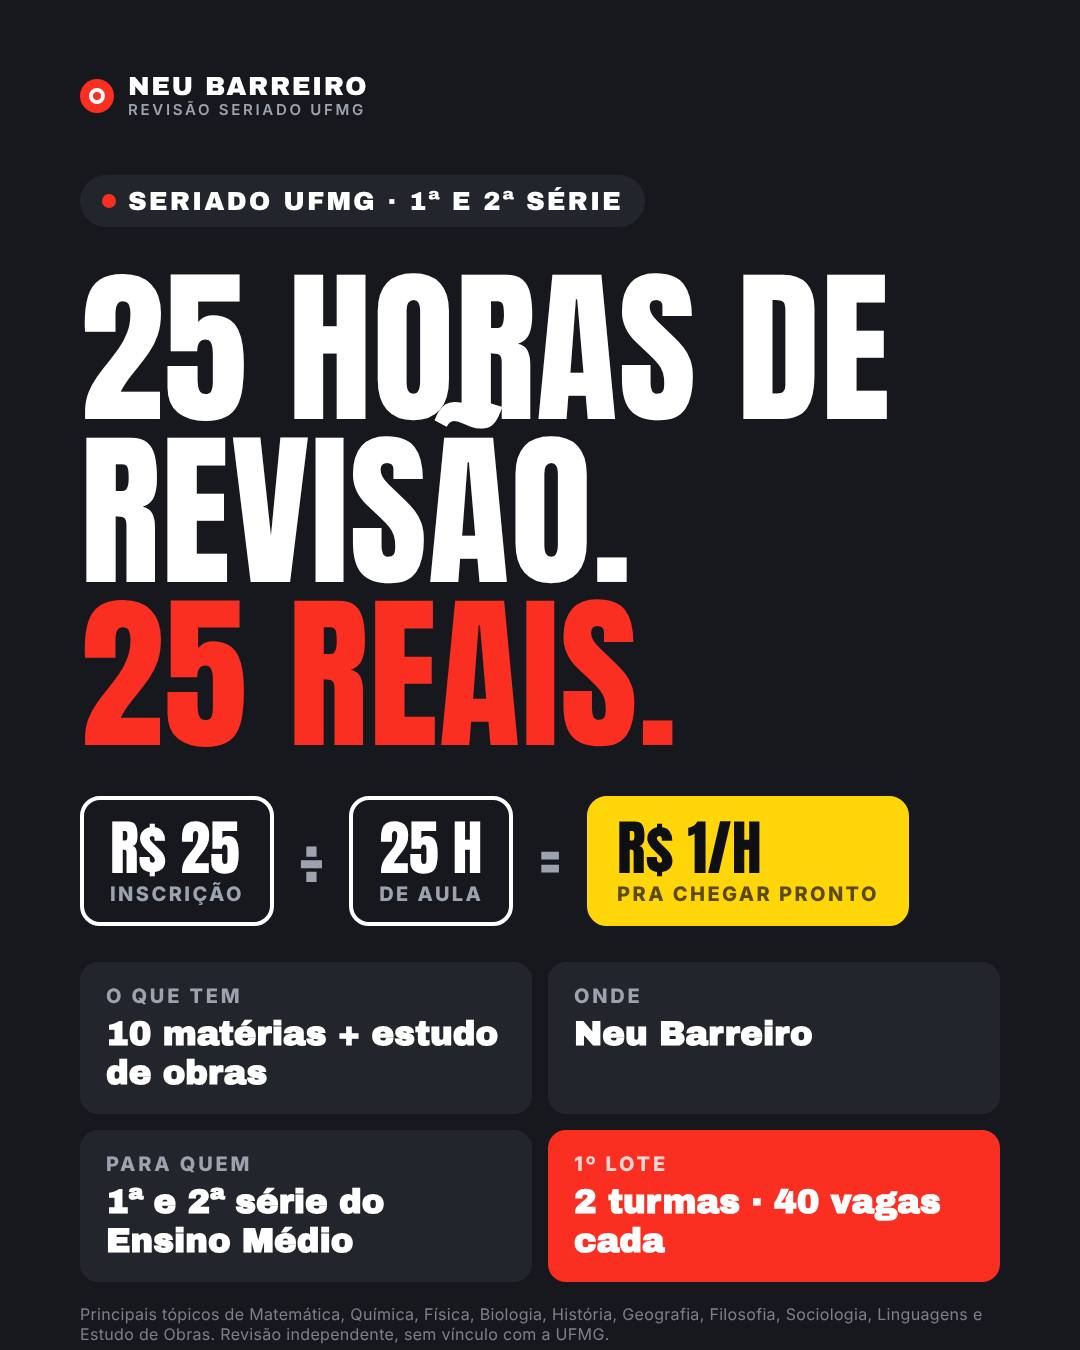 NEU BARREIRO
REVISÃO SERIADO UFMG
SERIADO UFMG · 1ª E 2ª SÉRIE
25 HORAS DE
REVISÃO.
25 REAIS.
R$ 25
INSCRIÇÃO
÷
25 H
DE AULA
=
R$ 1/H
PRA CHEGAR PRONTO
O QUE TEM
10 matérias + estudo
de obras
ONDE
Neu Barreiro
PARA QUEM
1ª e 2ª série do
Ensino Médio
1º LOTE
2 turmas · 40 vagas
cada
Principais tópicos de Matemática, Química, Física, Biologia, História, Geografia, Filosofia, Sociologia, Linguagens e
Estudo de Obras. Revisão independente, sem vínculo com a UFMG.